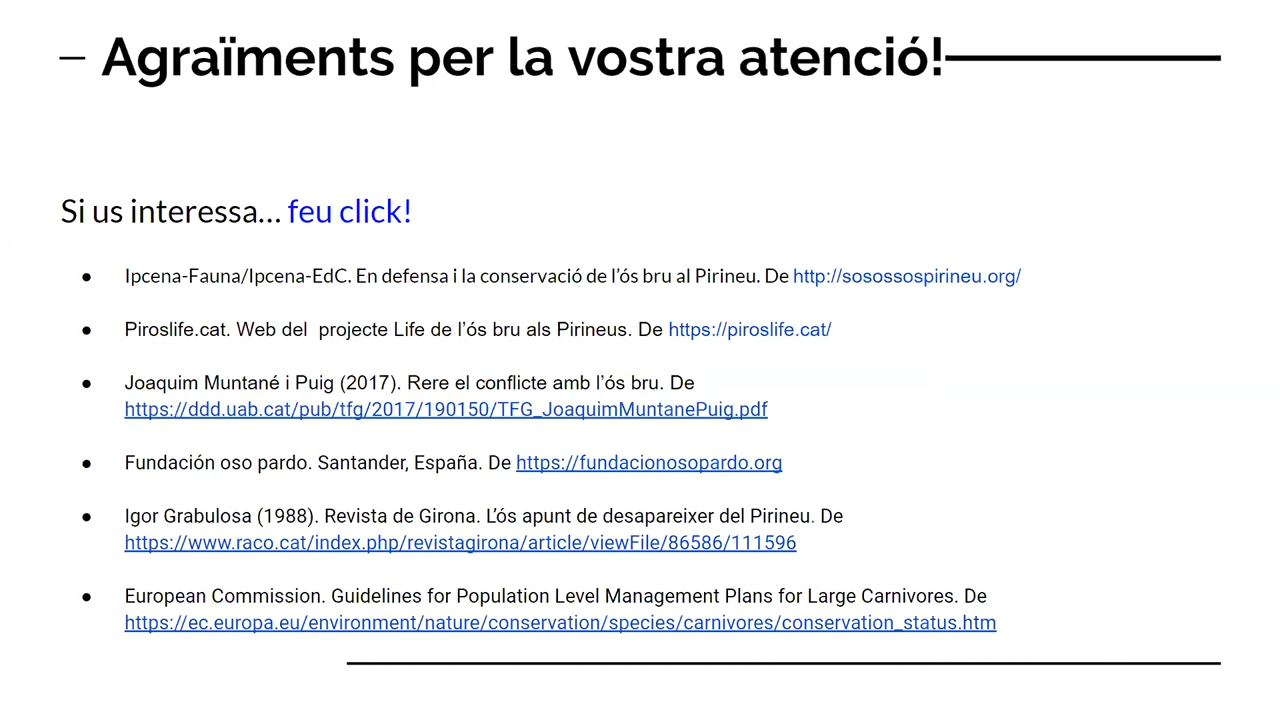 – Agraïments per la vostra atenció!
Si us interessa... feu click!
● Ipcena-Fauna/Ipcena-EdC. En defensa i la conservació de l'ós bru al Pirineu. De http://sosossospirineu.org/
● Piroslife.cat. Web del  projecte Life de l'ós bru als Pirineus. De https://piroslife.cat/
● Joaquim Muntané i Puig (2017). Rere el conflicte amb l'ós bru. De
https://ddd.uab.cat/pub/tfg/2017/190150/TFG_JoaquimMuntanePuig.pdf
● Fundación oso pardo. Santander, España. De https://fundacionosopardo.org
● Igor Grabulosa (1988). Revista de Girona. L'ós apunt de desapareixer del Pirineu. De
https://www.raco.cat/index.php/revistagirona/article/viewFile/86586/111596
● European Commission. Guidelines for Population Level Management Plans for Large Carnivores. De
https://ec.europa.eu/environment/nature/conservation/species/carnivores/conservation_status.htm